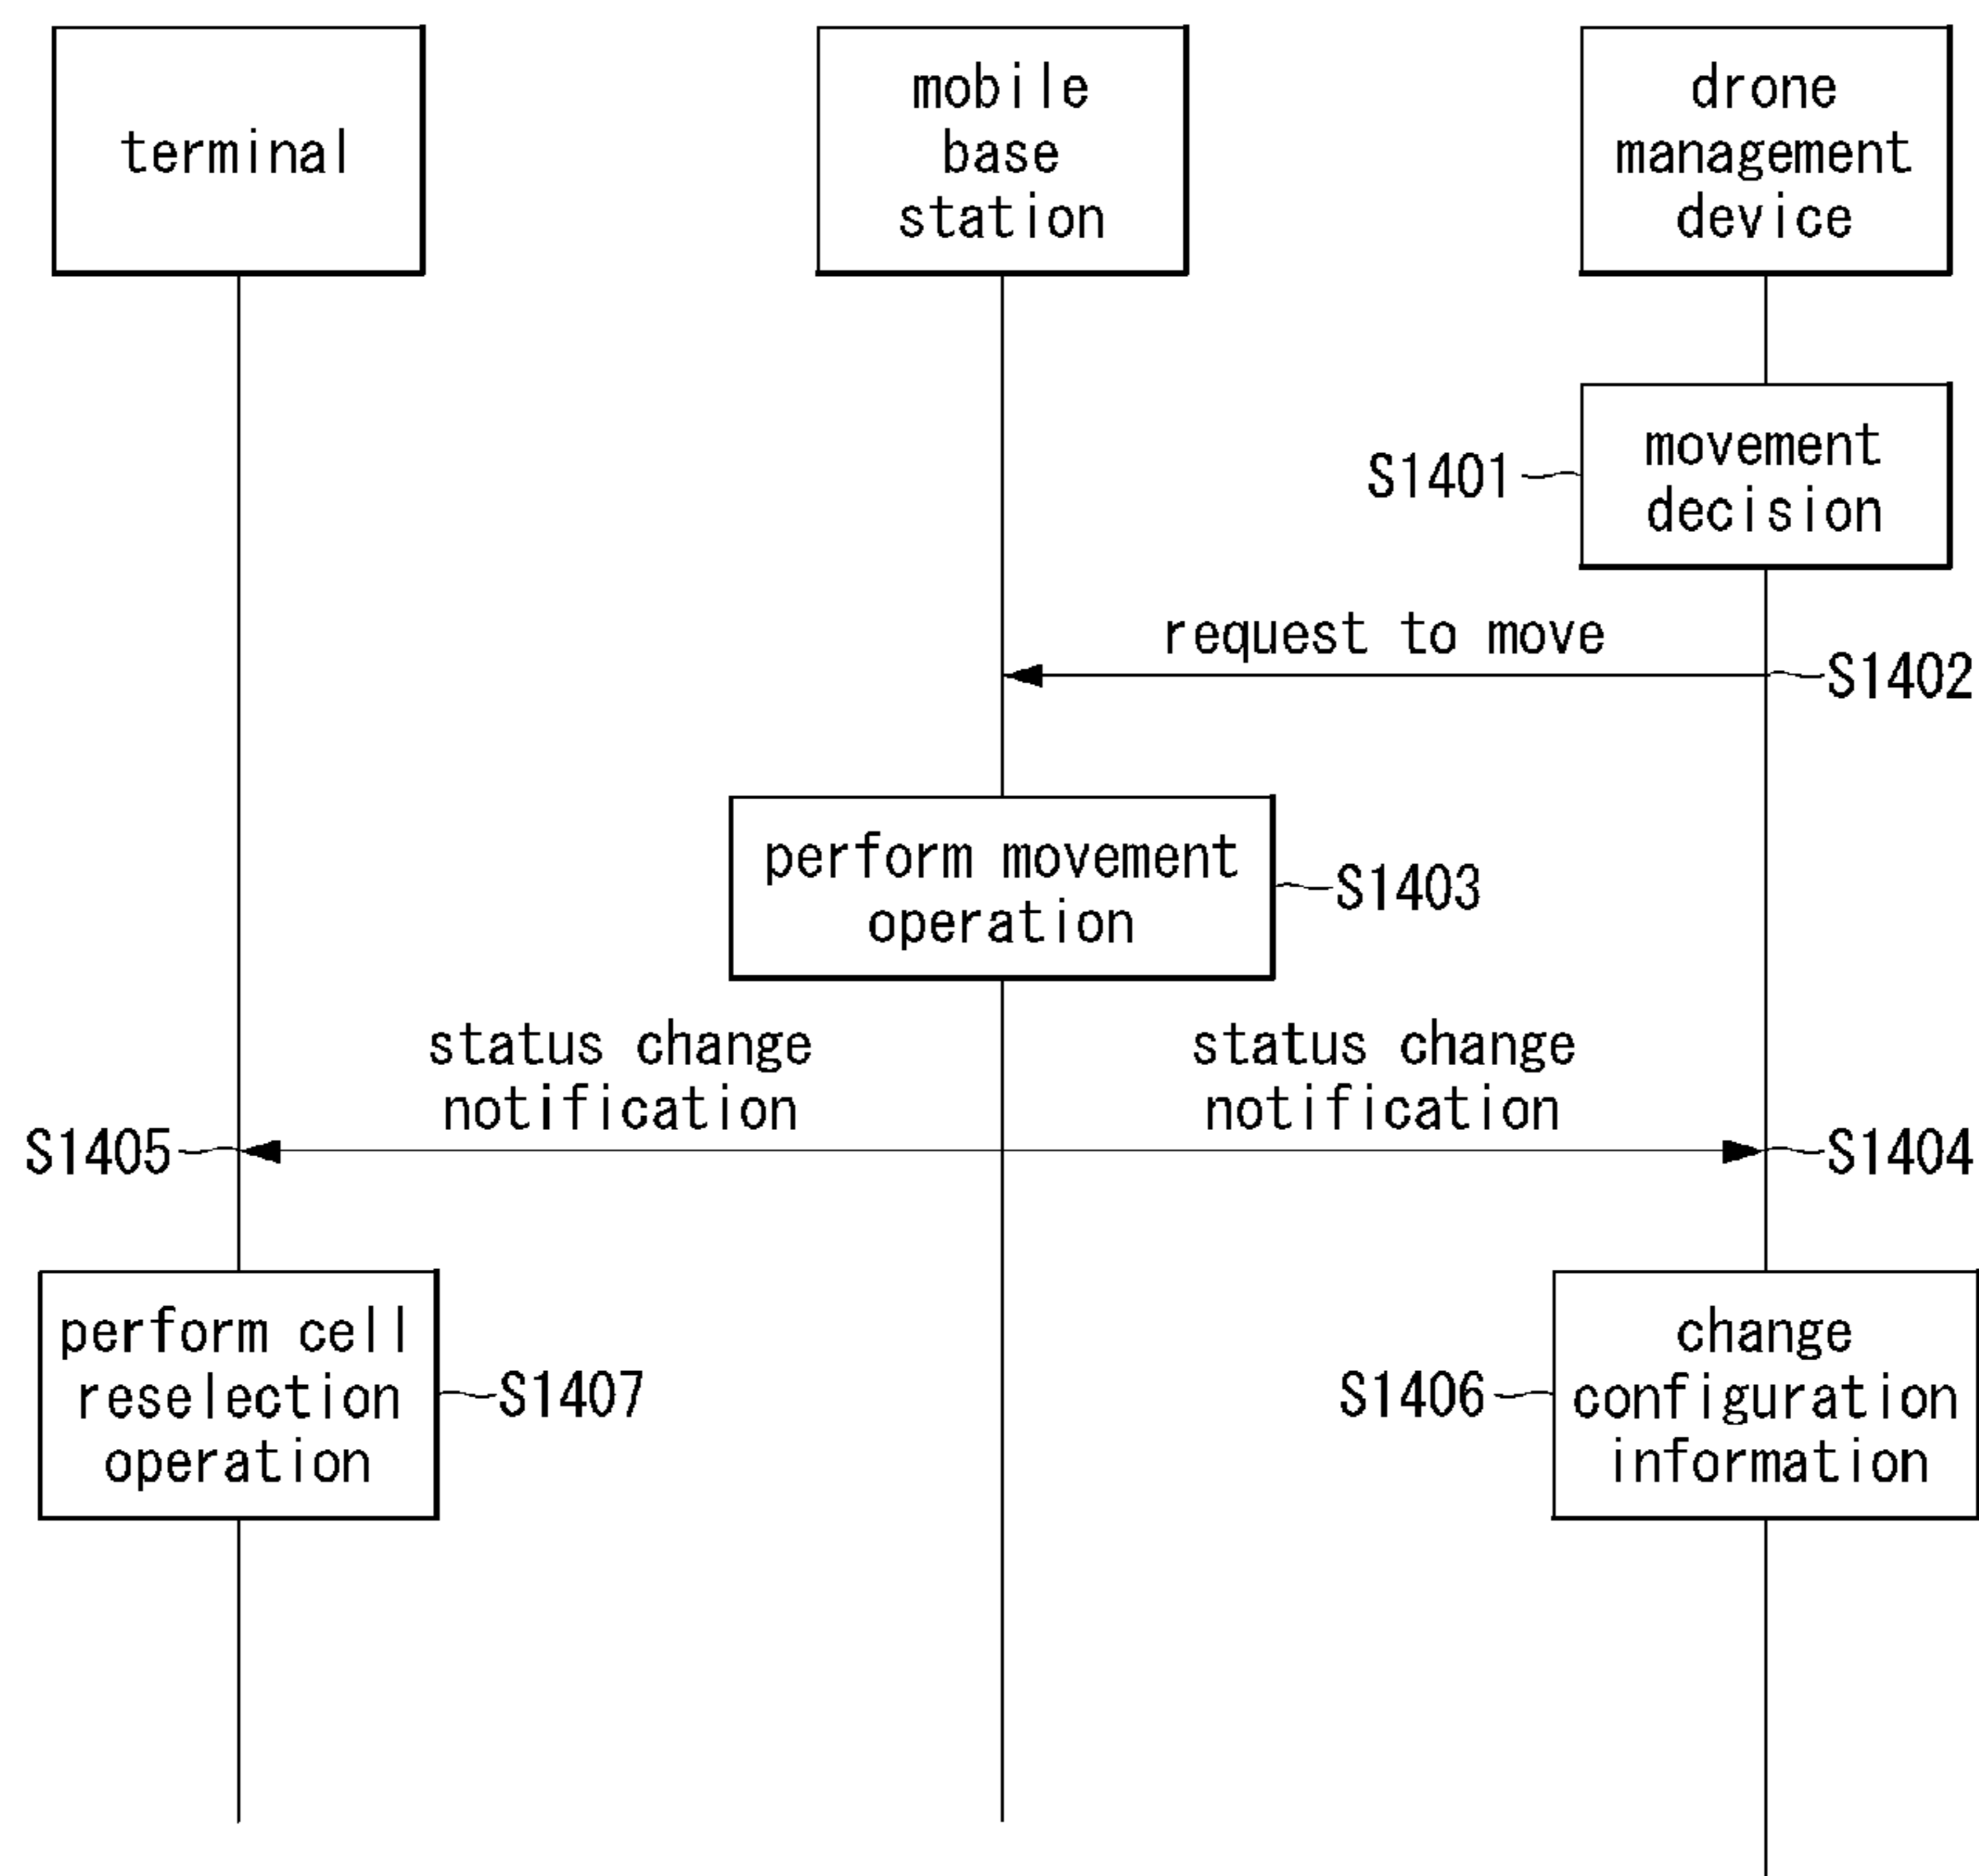 terminal
mobile
base
station
drone
management
device
movement
decision
S1401
request to move
S1402
perform movement
operation
S1403
status change
notification
status change
notification
S1405
S1404
perform cell
reselection
operation
S1407
S1406
change
configuration
information